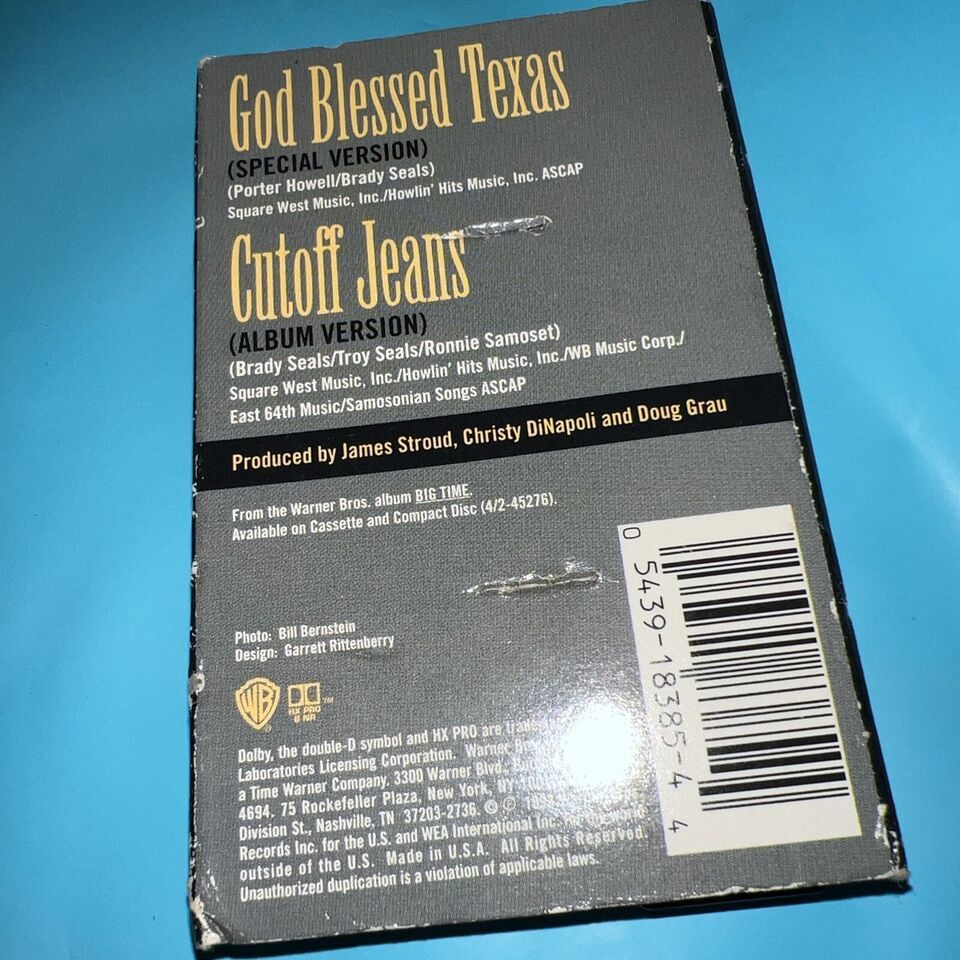 God Blessed Texas
(SPECIAL VERSION)
(Porter Howell/Brady Seals)
Square West Music, Inc./Howlin' Hits Music, Inc. ASCAP
Cutoff Jeans
(ALBUM VERSION)
(Brady Seals/Troy Seals/Ronnie Samoset)
Square West Music, Inc./Howlin' Hits Music, Inc./WB Music Corp./
East 64th Music/Samosonian Songs ASCAP
Produced by James Stroud, Christy DiNapoli and Doug Grau
From the Warner Bros. album BIG TIME.
Available on Cassette and Compact Disc (4/2-45276).
Photo: Bill Bernstein
Design: Garrett Rittenberry
WB
®
TM
HX PRO
B NR
Dolby, the double-D symbol and HX PRO are
Laboratories Licensing Corporation. Warner
a Time Warner Company. 3300 Warner Blvd.,
4694. 75 Rockefeller Plaza, New York, NY
Division St., Nashville, TN 37203-2736. © ℗
Records Inc. for the U.S. and WEA International Inc. for the world
outside of the U.S. Made in U.S.A. All Rights Reserved.
Unauthorized duplication is a violation of applicable laws.
0 5439-18385-4 4